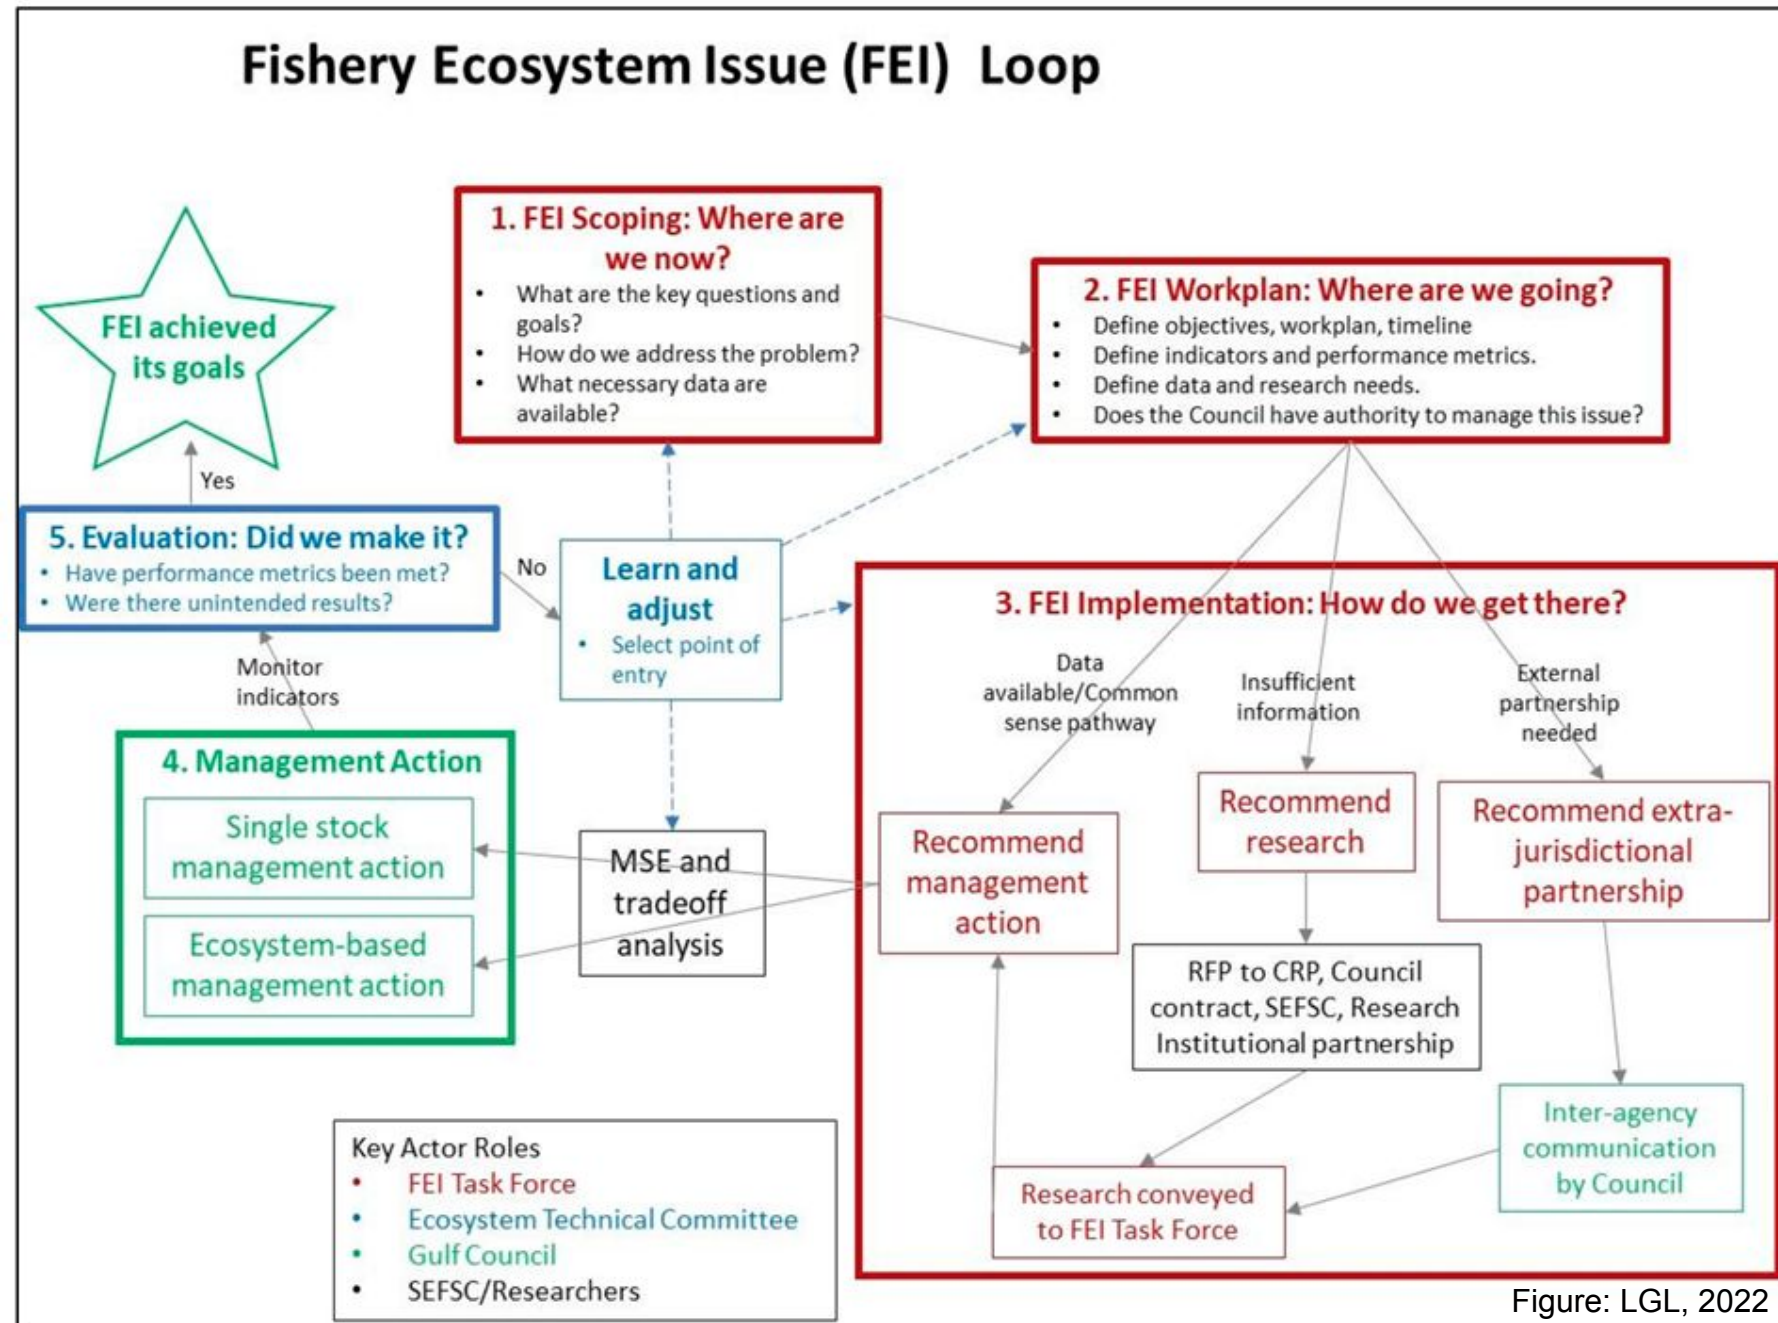 Fishery Ecosystem Issue (FEI) Loop
FEI achieved
its goals
1. FEI Scoping: Where are
we now?
• What are the key questions and
goals?
• How do we address the problem?
• What necessary data are
available?
2. FEI Workplan: Where are we going?
• Define objectives, workplan, timeline
• Define indicators and performance metrics.
• Define data and research needs.
• Does the Council have authority to manage this issue?
Yes
5. Evaluation: Did we make it?
• Have performance metrics been met?
• Were there unintended results?
No
Learn and
adjust
• Select point of
entry
3. FEI Implementation: How do we get there?
Data
available/Common
sense pathway
Insufficient
information
External
partnership
needed
Monitor
indicators
4. Management Action
Single stock
management action
Ecosystem-based
management action
MSE and
tradeoff
analysis
Recommend
management
action
Recommend
research
Recommend extra-
jurisdictional
partnership
RFP to CRP, Council
contract, SEFSC, Research
Institutional partnership
Inter-agency
communication
by Council
Research conveyed
to FEI Task Force
Key Actor Roles
• FEI Task Force
• Ecosystem Technical Committee
• Gulf Council
• SEFSC/Researchers
Figure: LGL, 2022